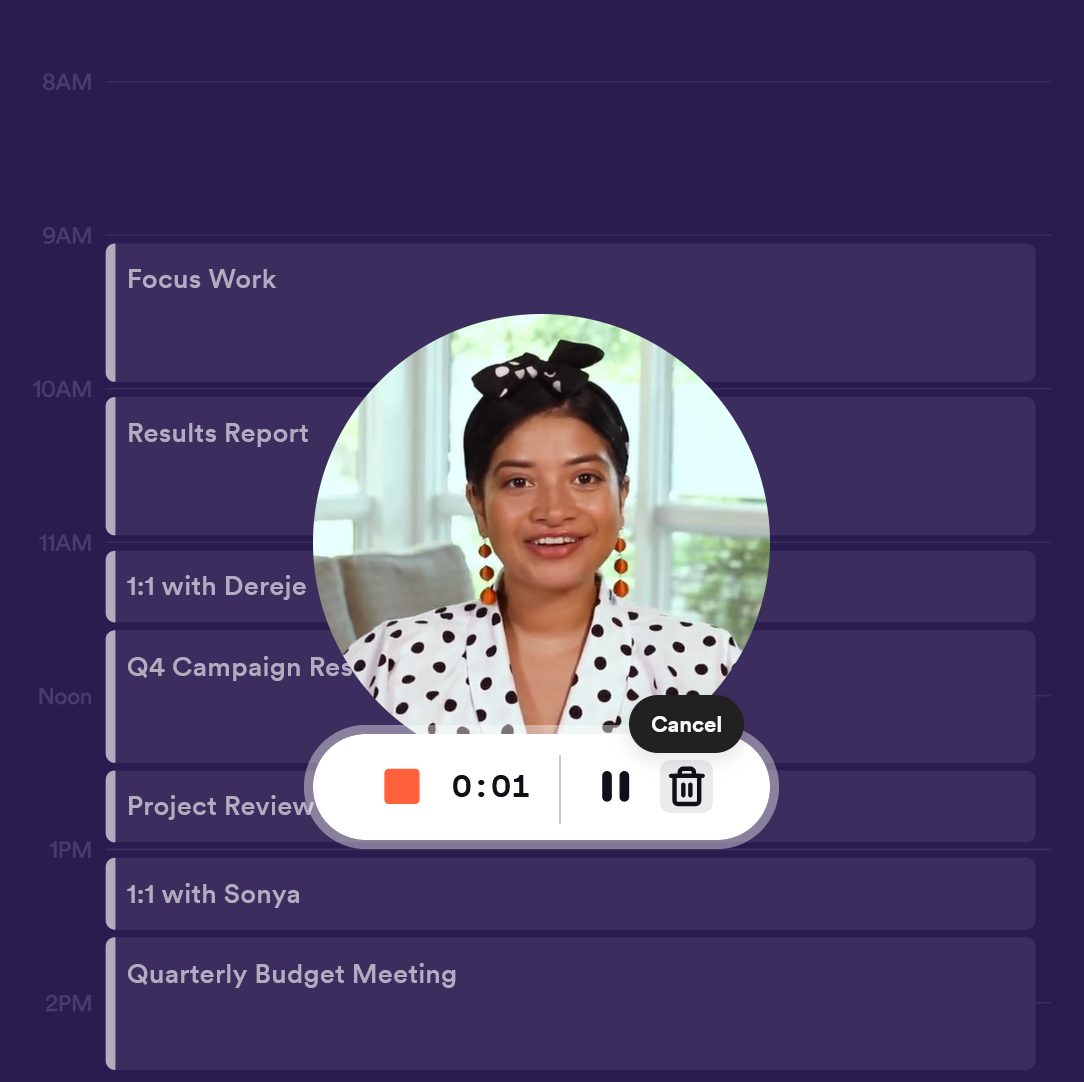 8AM
9AM
Focus Work
10AM
Results Report
11AM
1:1 with Dereje
Q4 Campaign
Noon
Cancel
0:01
Project Review
1PM
1:1 with Sonya
Quarterly Budget Meeting
2PM